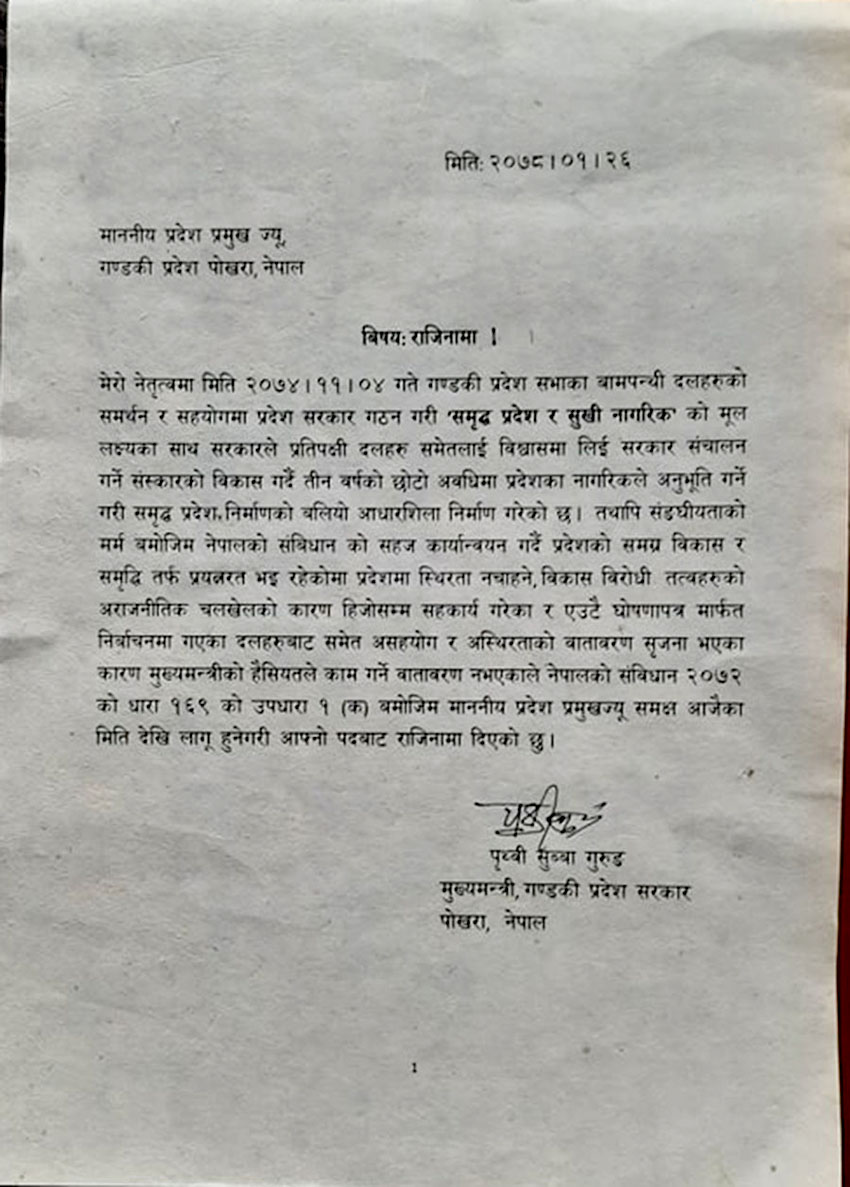 मिति: २०७८।०१।२६
माननीय प्रदेश प्रमुख ज्यू,
गण्डकी प्रदेश पोखरा, नेपाल
बिषय: राजिनामा ।
मेरो नेतृत्वमा मिति २०७४।११।०४ गते गण्डकी प्रदेश सभाका बामपन्थी दलहरुको
समर्थन र सहयोगमा प्रदेश सरकार गठन गरी 'समृद्ध प्रदेश र सुखी नागरिक' को मूल
लक्ष्यका साथ सरकारले प्रतिपक्षी दलहरु समेतलाई विश्वासमा लिई सरकार संचालन
गर्ने संस्कारको विकास गर्दै तीन वर्षको छोटो अवधिमा प्रदेशका नागरिकले अनुभूति गर्ने
गरी समृद्ध प्रदेश निर्माणको बलियो आधारशिला निर्माण गरेको छ। तथापि संङघीयताको
मर्म बमोजिम नेपालको संबिधान को सहज कार्यान्वयन गर्दै प्रदेशको समग्र विकास र
समृद्धि तर्फ प्रयत्नरत भइ रहेकोमा प्रदेशमा स्थिरता नचाहने, विकास विरोधी तत्वहरुको
अराजनीतिक चलखेलको कारण हिजोसम्म सहकार्य गरेका र एउटै घोषणापत्र मार्फत
निर्वाचनमा गएका दलहरुबाट समेत असहयोग र अस्थिरताको वातावरण सृजना भएका
कारण मुख्यमन्त्रीको हैसियतले काम गर्ने वातावरण नभएकाले नेपालको संविधान २०७२
को धारा १६९ को उपधारा १ (क) बमोजिम माननीय प्रदेश प्रमुखज्यू समक्ष आजैका
मिति देखि लागू हुनेगरी आफ्नो पदबाट राजिनामा दिएको छु।
पृथ्वी सुब्बा गुरुङ
मुख्यमन्त्री, गण्डकी प्रदेश सरकार
पोखरा, नेपाल
1